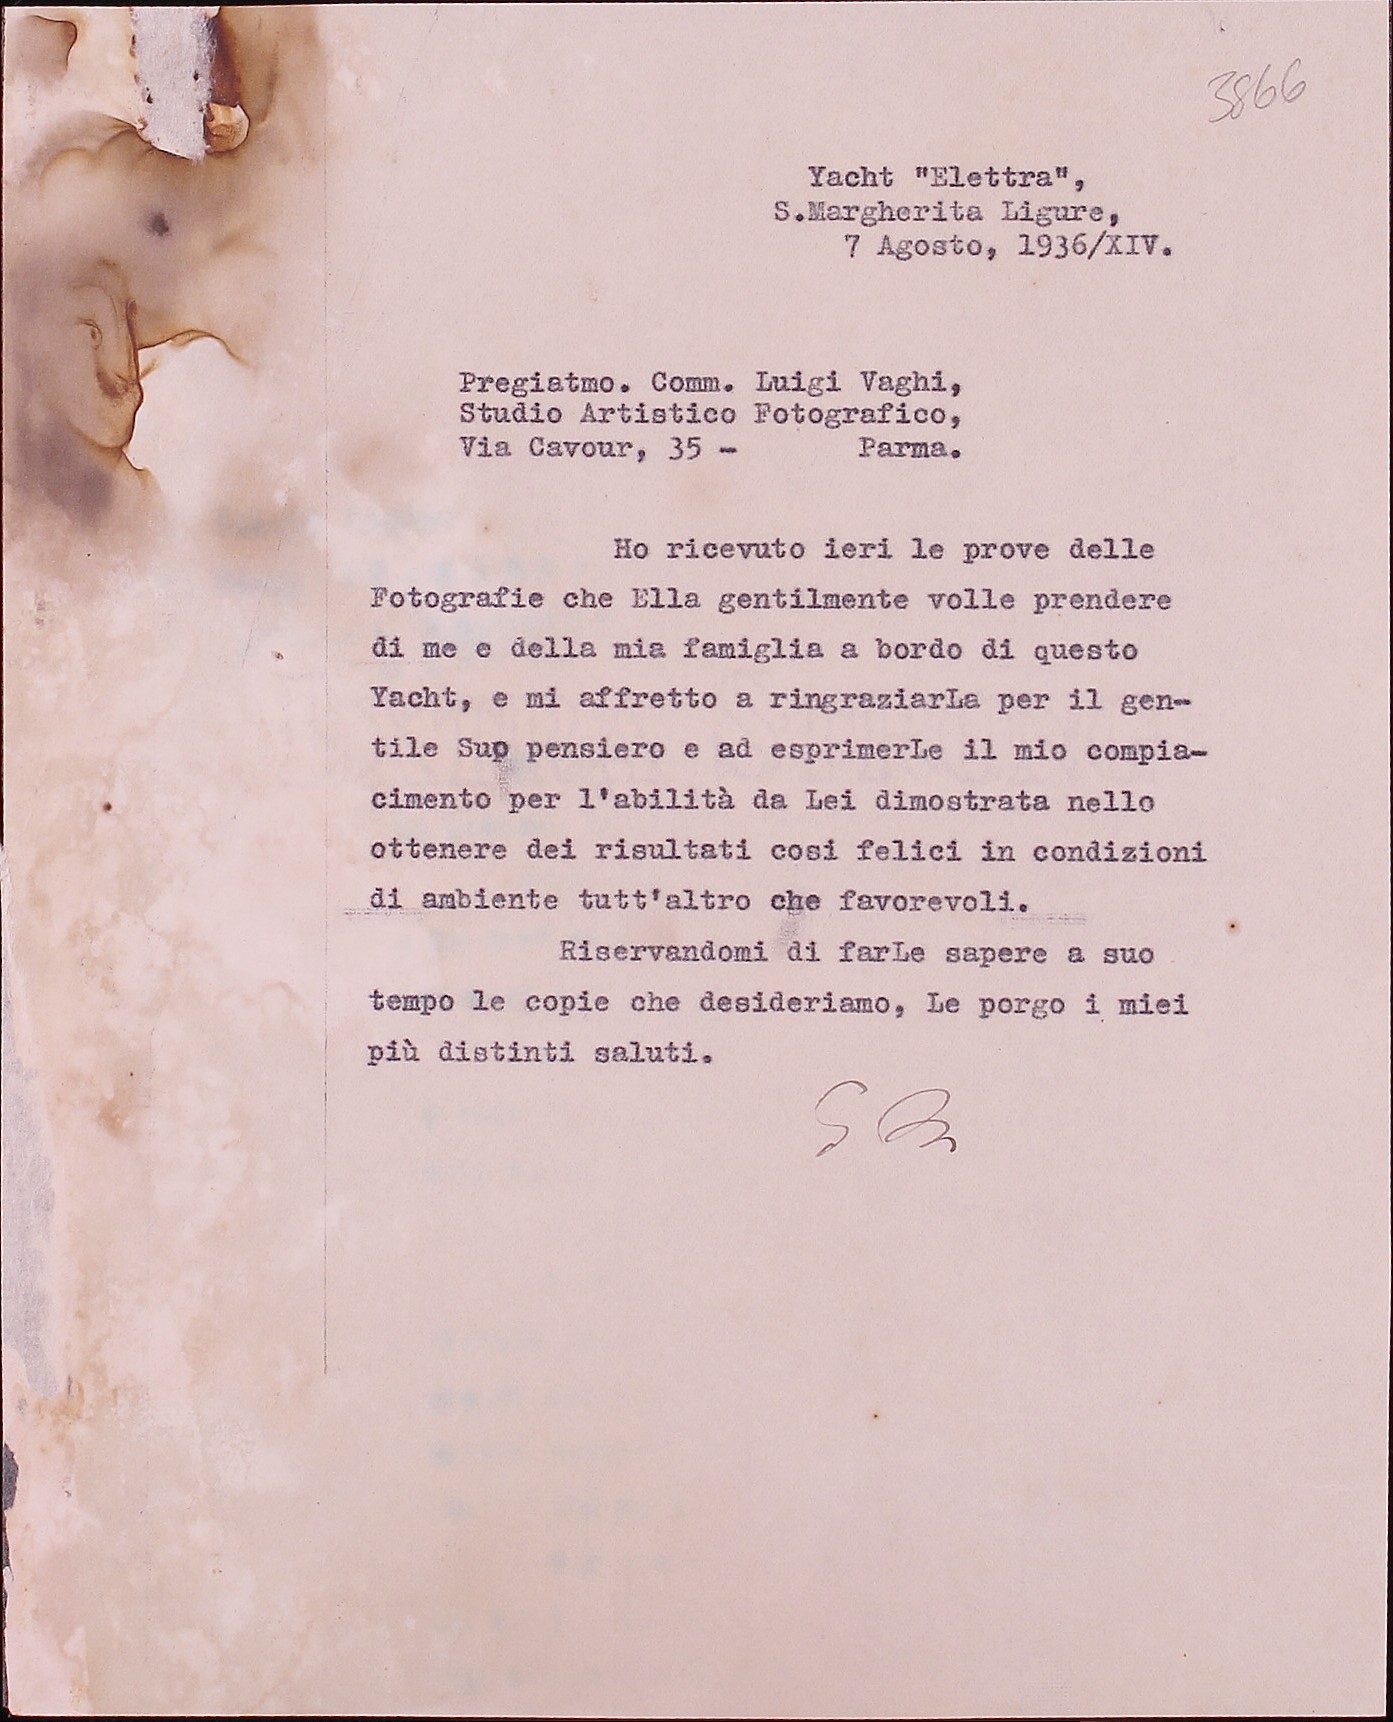 3866
Yacht "Elettra",
S.Margherita Ligure,
7 Agosto, 1936/XIV.
Pregiatmo. Comm. Luigi Vaghi,
Studio Artistico Fotografico,
Via Cavour, 35 - Parma.
Ho ricevuto ieri le prove delle
Fotografie che Ella gentilmente volle prendere
di me e della mia famiglia a bordo di questo
Yacht, e mi affretto a ringraziarLa per il gen-
tile Suo pensiero e ad esprimerLe il mio compia-
cimento per l'abilità da Lei dimostrata nello
ottenere dei risultati cosi felici in condizioni
di ambiente tutt'altro che favorevoli.
Riservandomi di farLe sapere a suo
tempo le copie che desideriamo, Le porgo i miei
più distinti saluti.